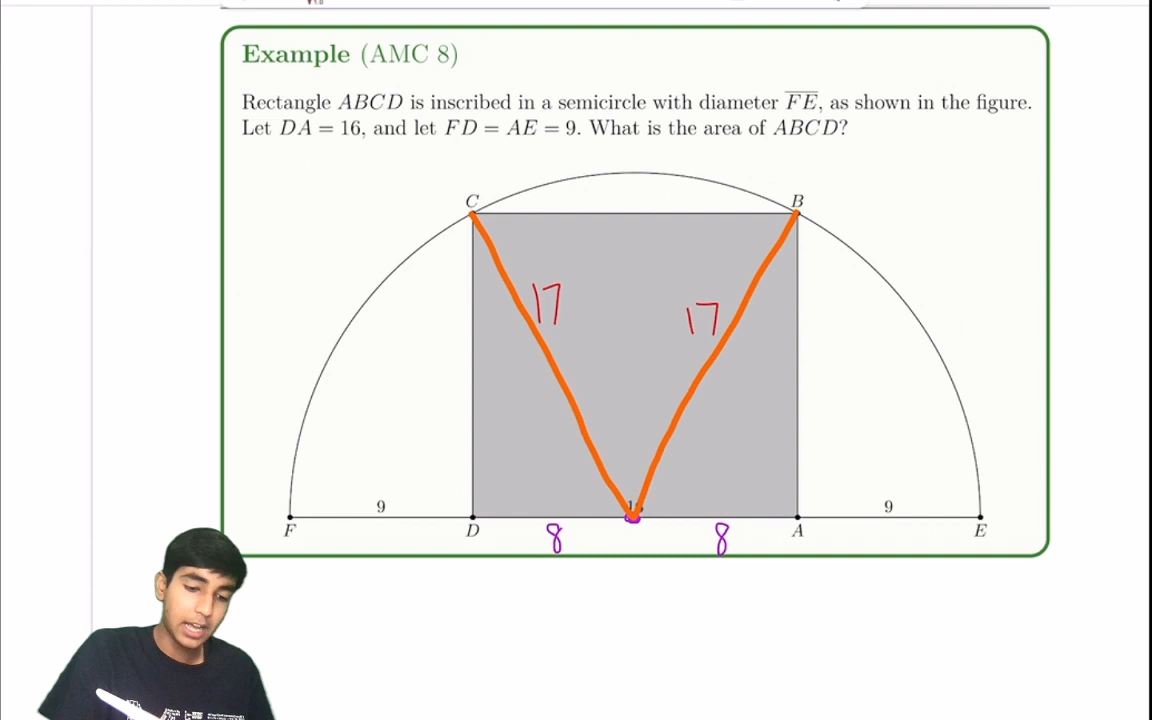 Example (AMC 8)
Rectangle ABCD is inscribed in a semicircle with diameter F̅E̅, as shown in the figure.
Let DA = 16, and let FD = AE = 9. What is the area of ABCD?
C
B
17
17
9
9
F
D
8
8
A
E